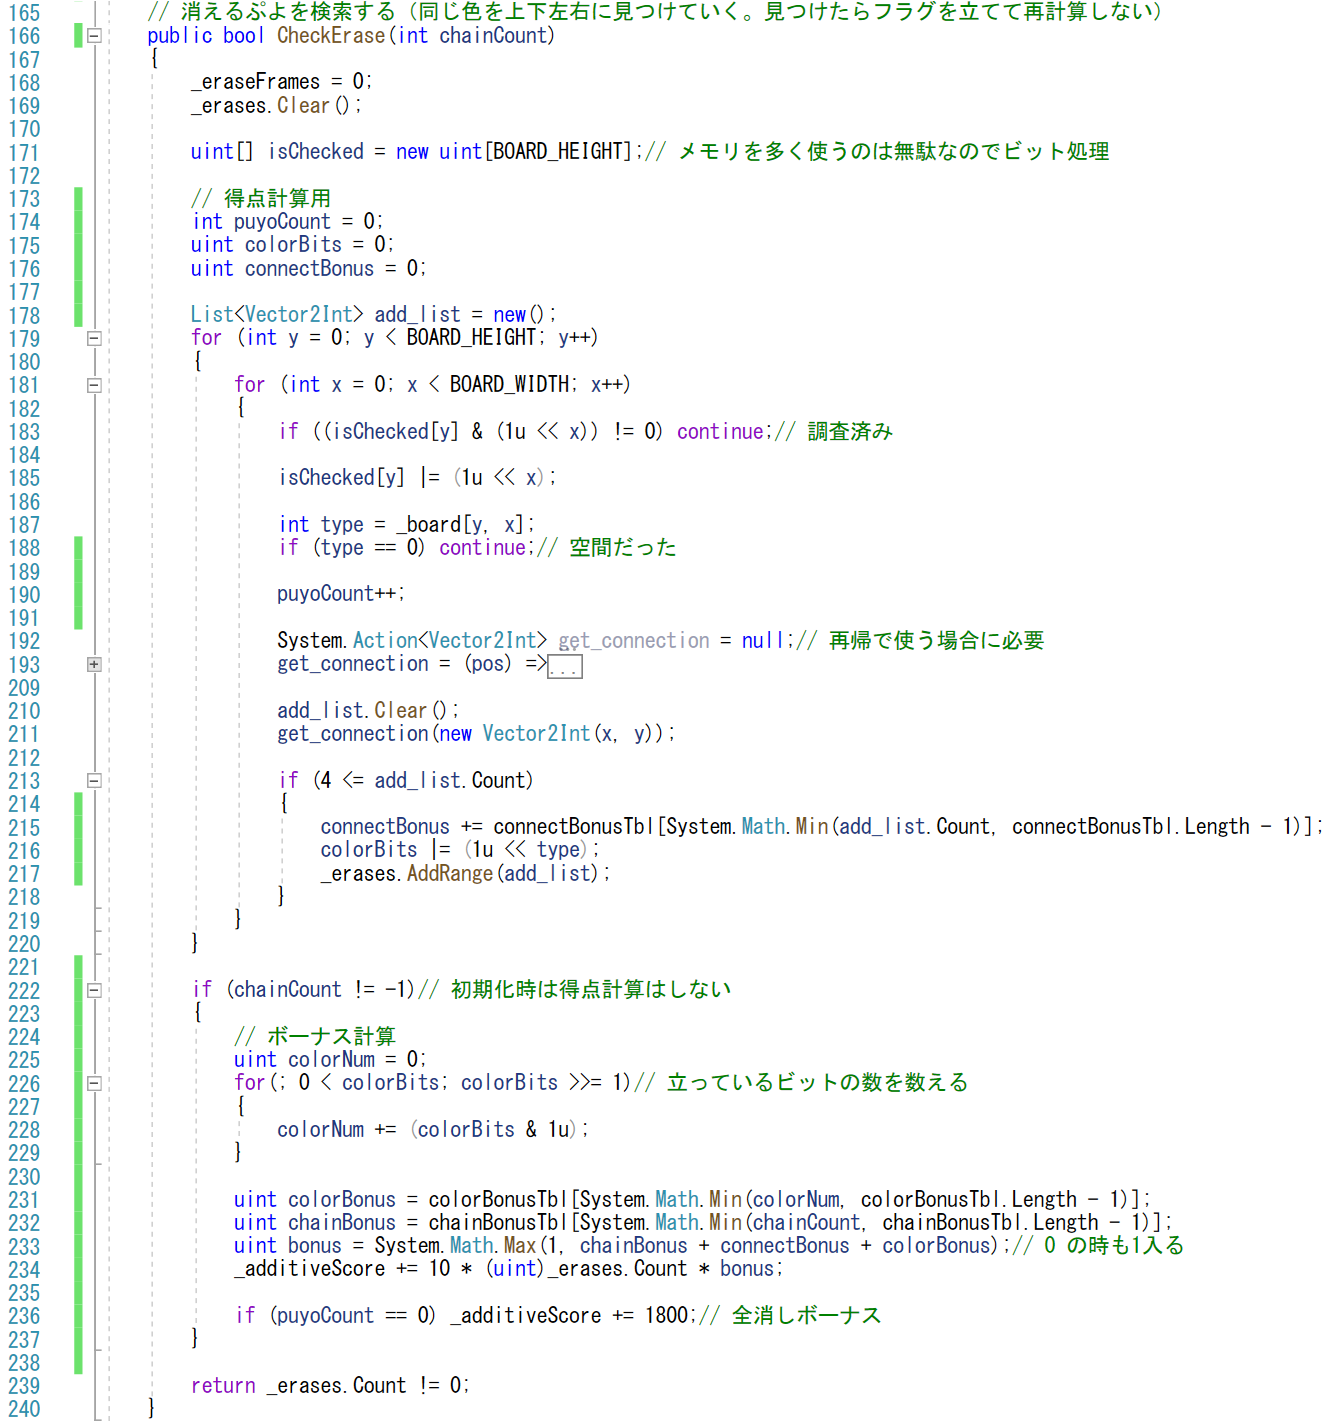 165 // 消えるぷよを検索する（同じ色を上下左右に見つけていく。見つけたらフラグを立てて再計算しない）
166 public bool CheckErase(int chainCount)
167 {
168 _eraseFrames = 0;
169 _erases.Clear();
170
171 uint[] isChecked = new uint[BOARD_HEIGHT];// メモリを多く使うのは無駄なのでビット処理
172
173 // 得点計算用
174 int puyoCount = 0;
175 uint colorBits = 0;
176 uint connectBonus = 0;
177
178 List<Vector2Int> add_list = new();
179 for (int y = 0; y < BOARD_HEIGHT; y++)
180 {
181 for (int x = 0; x < BOARD_WIDTH; x++)
182 {
183 if ((isChecked[y] & (1u << x)) != 0) continue;// 調査済み
184
185 isChecked[y] |= (1u << x);
186
187 int type = _board[y, x];
188 if (type == 0) continue;// 空間だった
189
190 puyoCount++;
191
192 System.Action<Vector2Int> get_connection = null;// 再帰で使う場合に必要
193 get_connection = (pos) =>...
209
210 add_list.Clear();
211 get_connection(new Vector2Int(x, y));
212
213 if (4 <= add_list.Count)
214 {
215 connectBonus += connectBonusTbl[System.Math.Min(add_list.Count, connectBonusTbl.Length - 1)];
216 colorBits |= (1u << type);
217 _erases.AddRange(add_list);
218 }
219 }
220 }
221
222 if (chainCount != -1)// 初期化時は得点計算はしない
223 {
224 // ボーナス計算
225 uint colorNum = 0;
226 for(; 0 < colorBits; colorBits >>= 1)// 立っているビットの数を数える
227 {
228 colorNum += (colorBits & 1u);
229 }
230
231 uint colorBonus = colorBonusTbl[System.Math.Min(colorNum, colorBonusTbl.Length - 1)];
232 uint chainBonus = chainBonusTbl[System.Math.Min(chainCount, chainBonusTbl.Length - 1)];
233 uint bonus = System.Math.Max(1, chainBonus + connectBonus + colorBonus);// 0 の時も1入る
234 _additiveScore += 10 * (uint)_erases.Count * bonus;
235
236 if (puyoCount == 0) _additiveScore += 1800;// 全消しボーナス
237 }
238
239 return _erases.Count != 0;
240 }